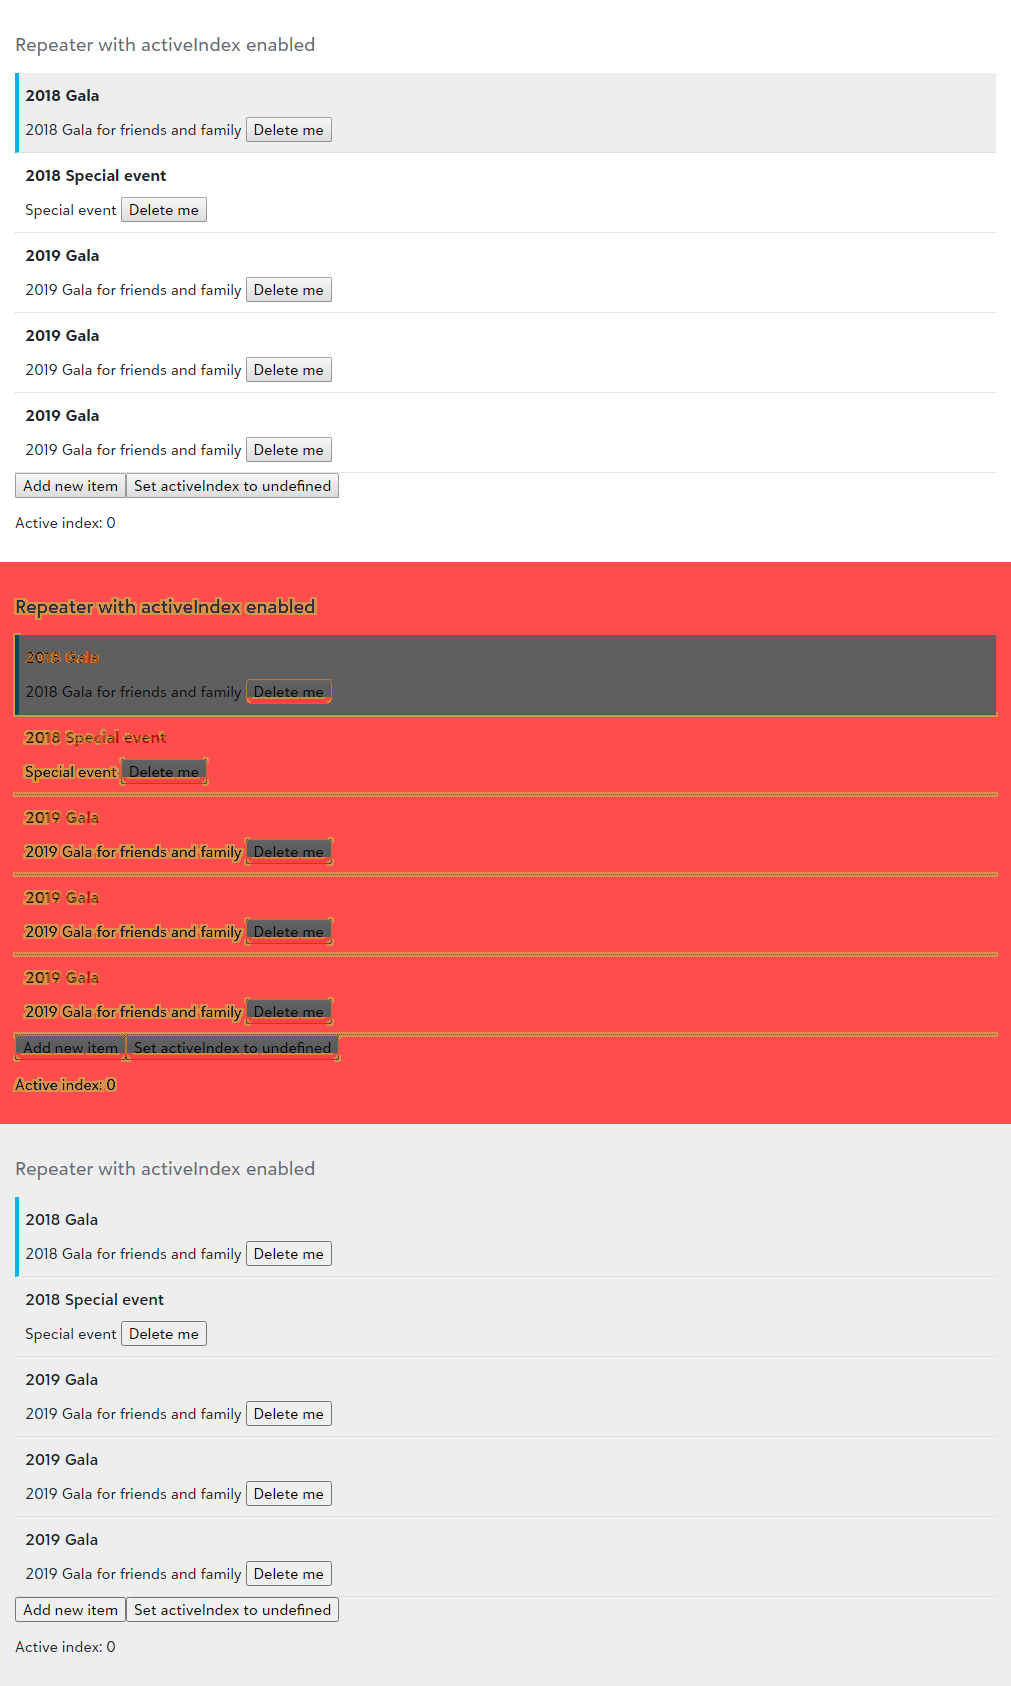 Repeater with activeIndex enabled
2018 Gala
2018 Gala for friends and family Delete me
2018 Special event
Special event Delete me
2019 Gala
2019 Gala for friends and family Delete me
2019 Gala
2019 Gala for friends and family Delete me
2019 Gala
2019 Gala for friends and family Delete me
Add new item Set activeIndex to undefined
Active index: 0
Repeater with activeIndex enabled
2018 Gala
2018 Gala for friends and family Delete me
2018 Special event
Special event Delete me
2019 Gala
2019 Gala for friends and family Delete me
2019 Gala
2019 Gala for friends and family Delete me
2019 Gala
2019 Gala for friends and family Delete me
Add new item Set activeIndex to undefined
Active index: 0
Repeater with activeIndex enabled
2018 Gala
2018 Gala for friends and family Delete me
2018 Special event
Special event Delete me
2019 Gala
2019 Gala for friends and family Delete me
2019 Gala
2019 Gala for friends and family Delete me
2019 Gala
2019 Gala for friends and family Delete me
Add new item Set activeIndex to undefined
Active index: 0